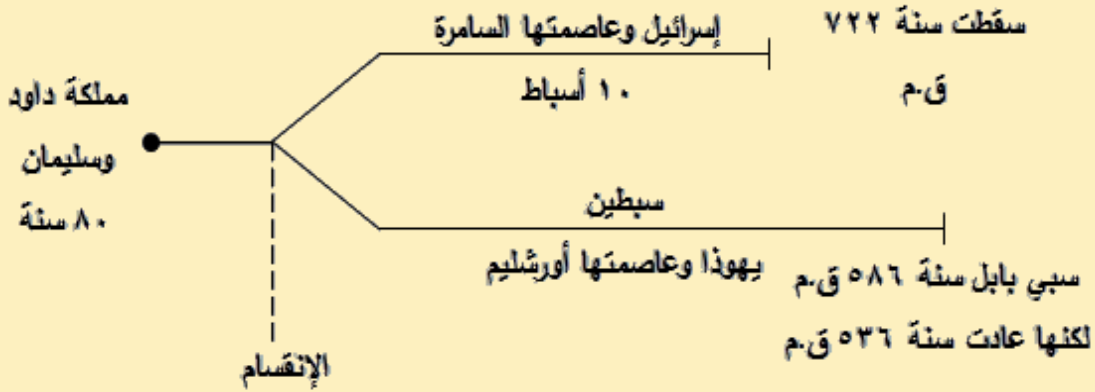 مملكة داود
وسليمان
٨٠ سنة
إسرائيل وعاصمتها السامرة
١٠ أسباط
سقطت سنة ٧٢٢
ق.م
سبطين
يهوذا وعاصمتها أورشليم
سبي بابل سنة ٥٨٦ ق.م
لكنها عادت سنة ٥٣٦ ق.م
الإنقسام